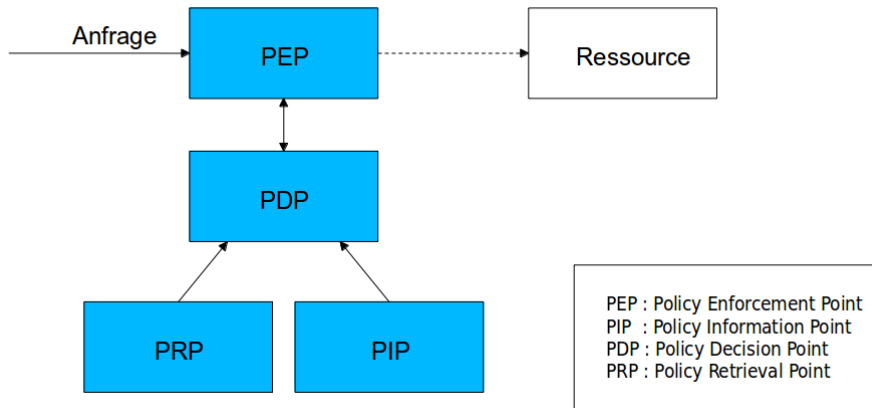 Anfrage
PEP
Ressource
PDP
PRP
PIP
PEP : Policy Enforcement Point
PIP : Policy Information Point
PDP : Policy Decision Point
PRP : Policy Retrieval Point